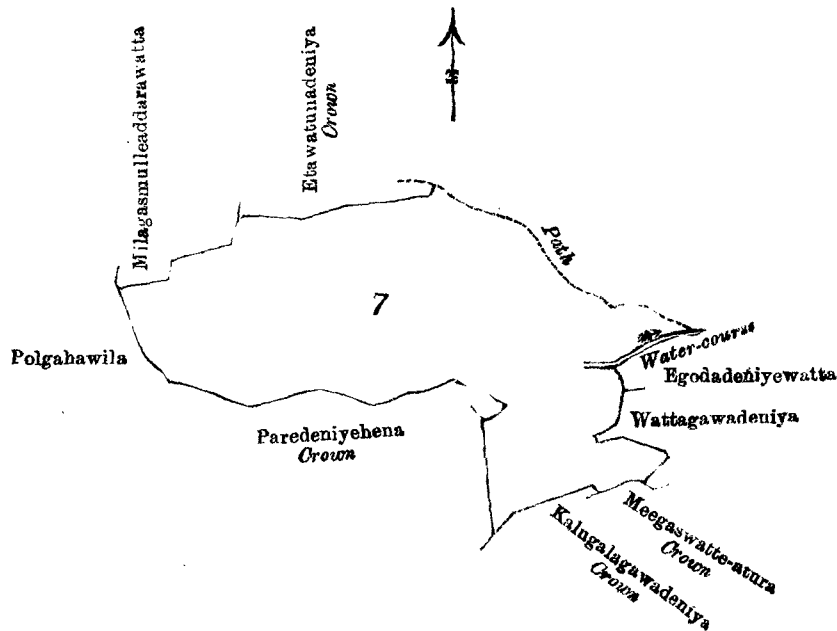 Milagasmulleaddarawatta
Etawatunadeniya
Crown
Path
7
Water-course
Polgahawila
Egodadeniyewatta
Wattagawadeniya
Paredeniyehena
Crown
Meegaswatte-atura
Crown
Kalugalagawadeniya
Crown